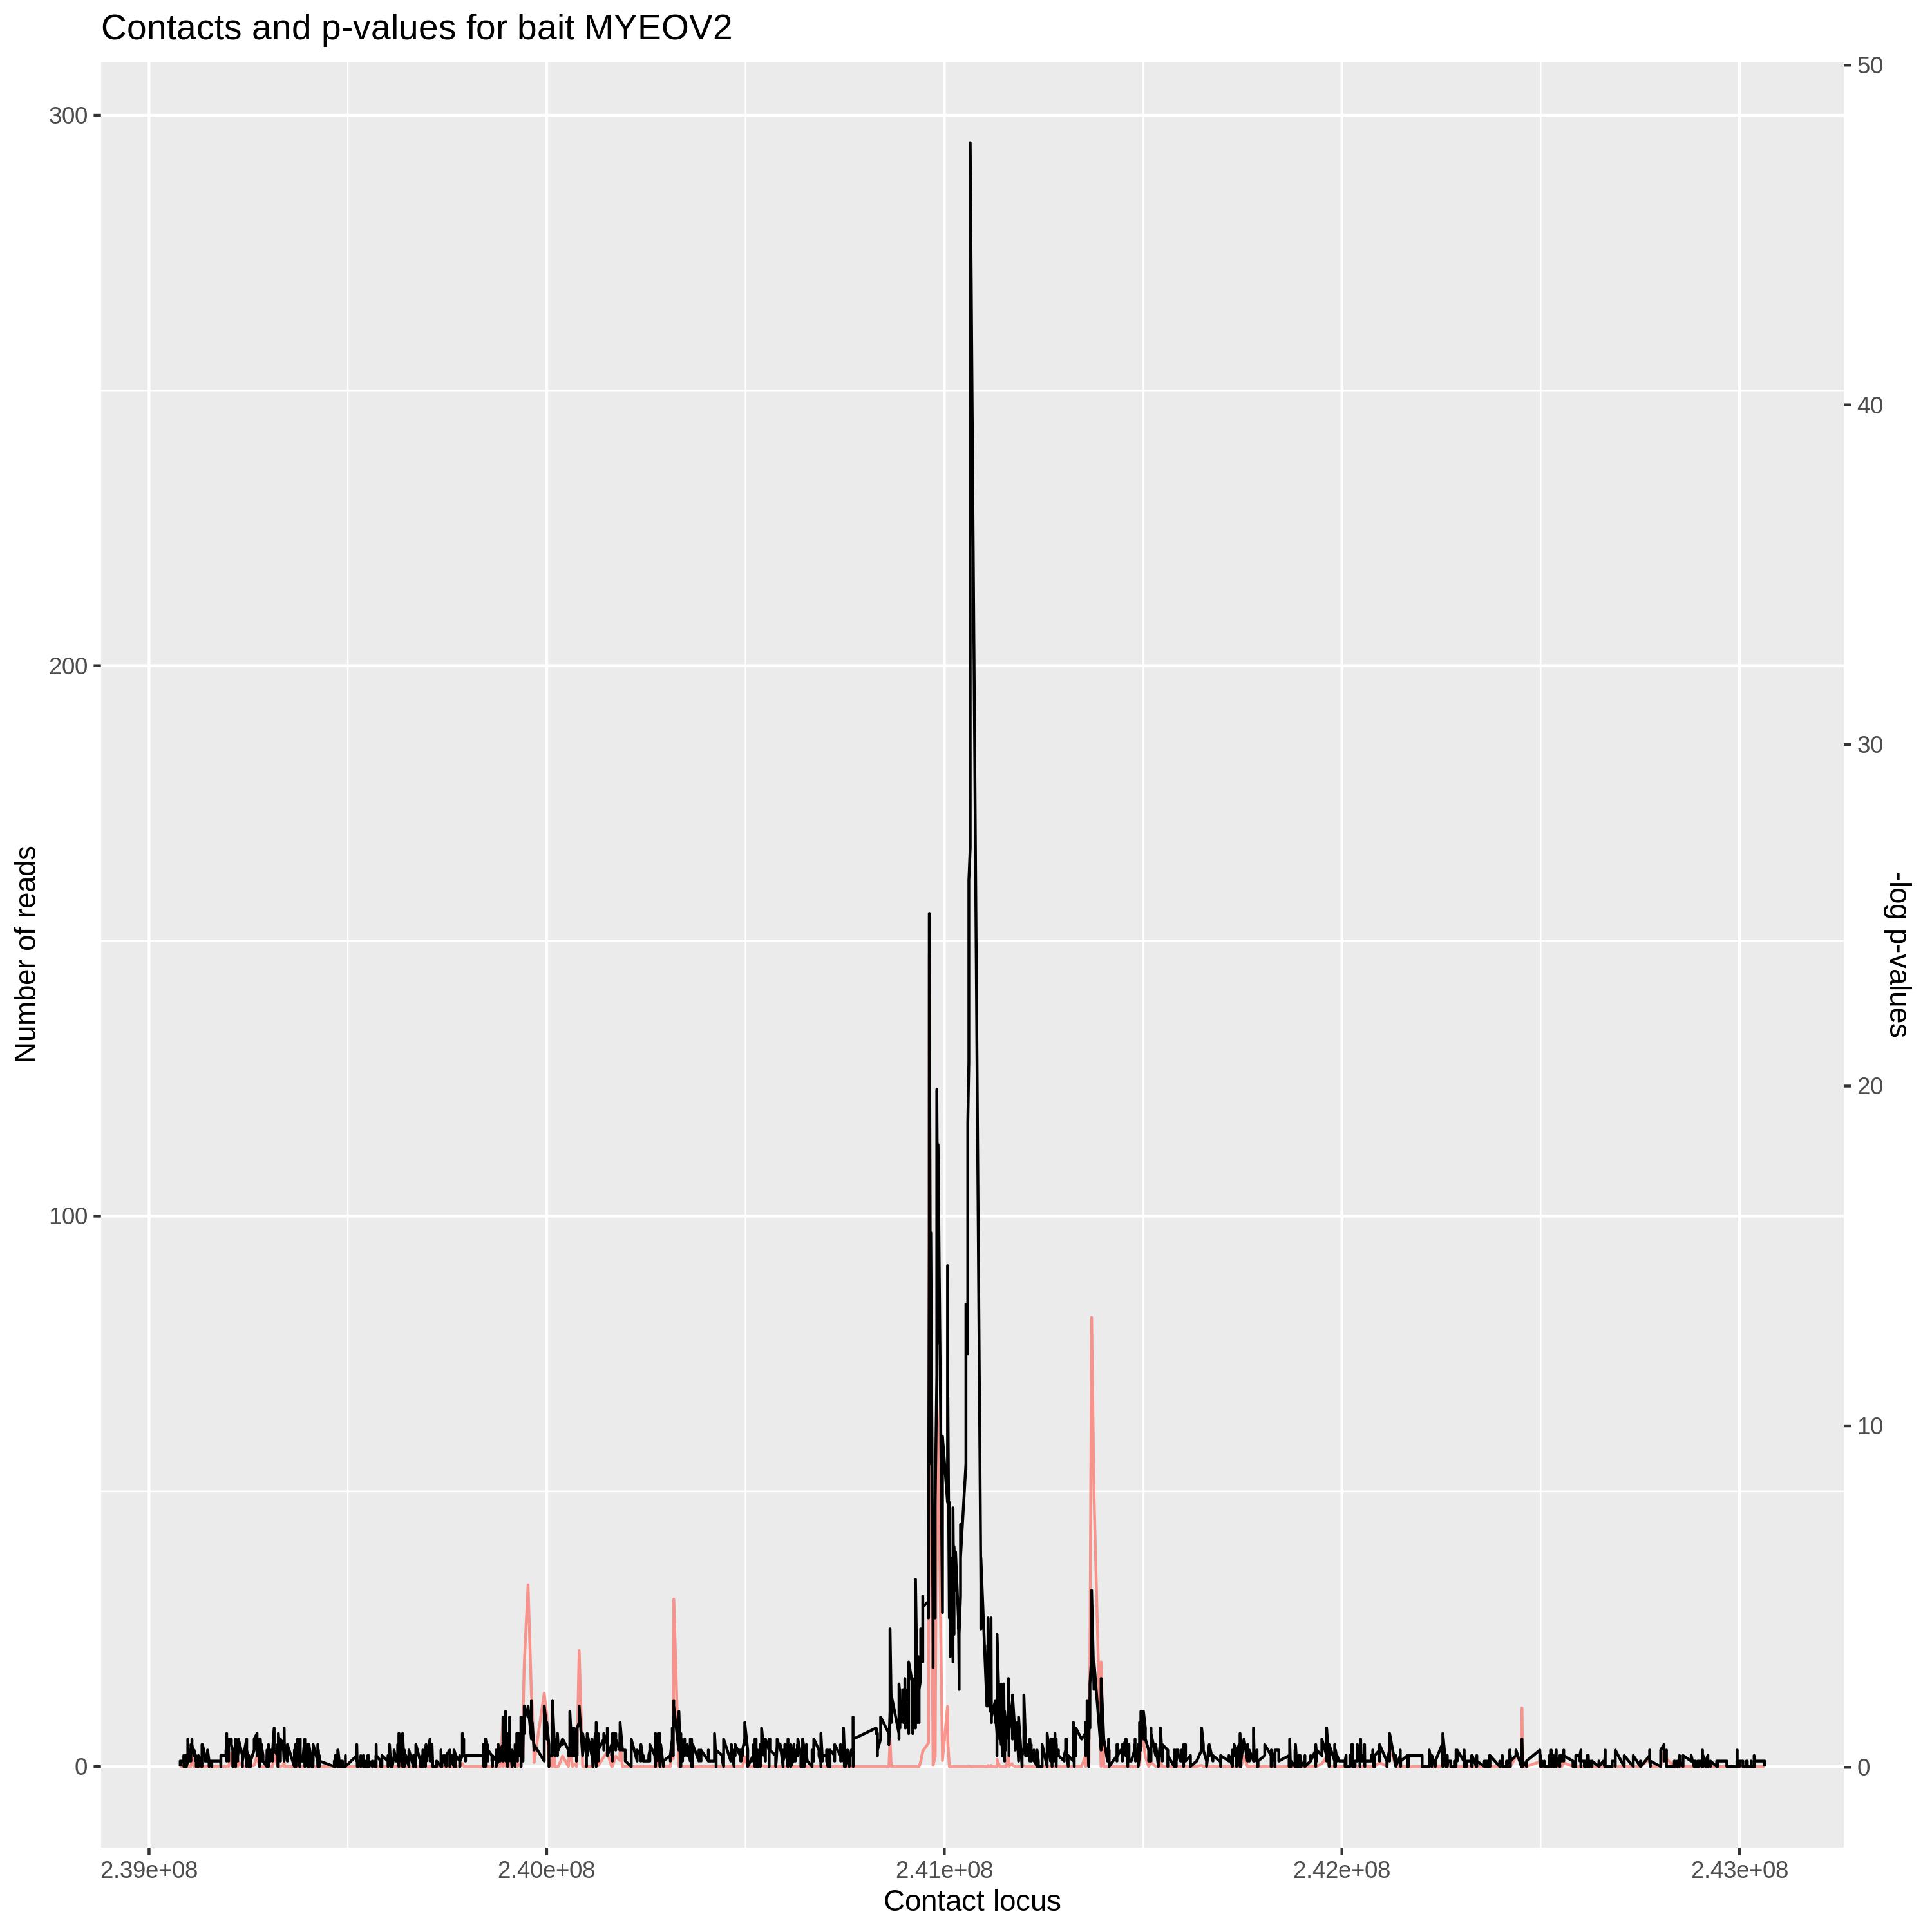 Contacts and p-values for bait MYEOV2
300
200
100
0
Number of reads
50
40
30
20
10
0
-log p-values
2.39e+08
2.40e+08
2.41e+08
2.42e+08
2.43e+08
Contact locus